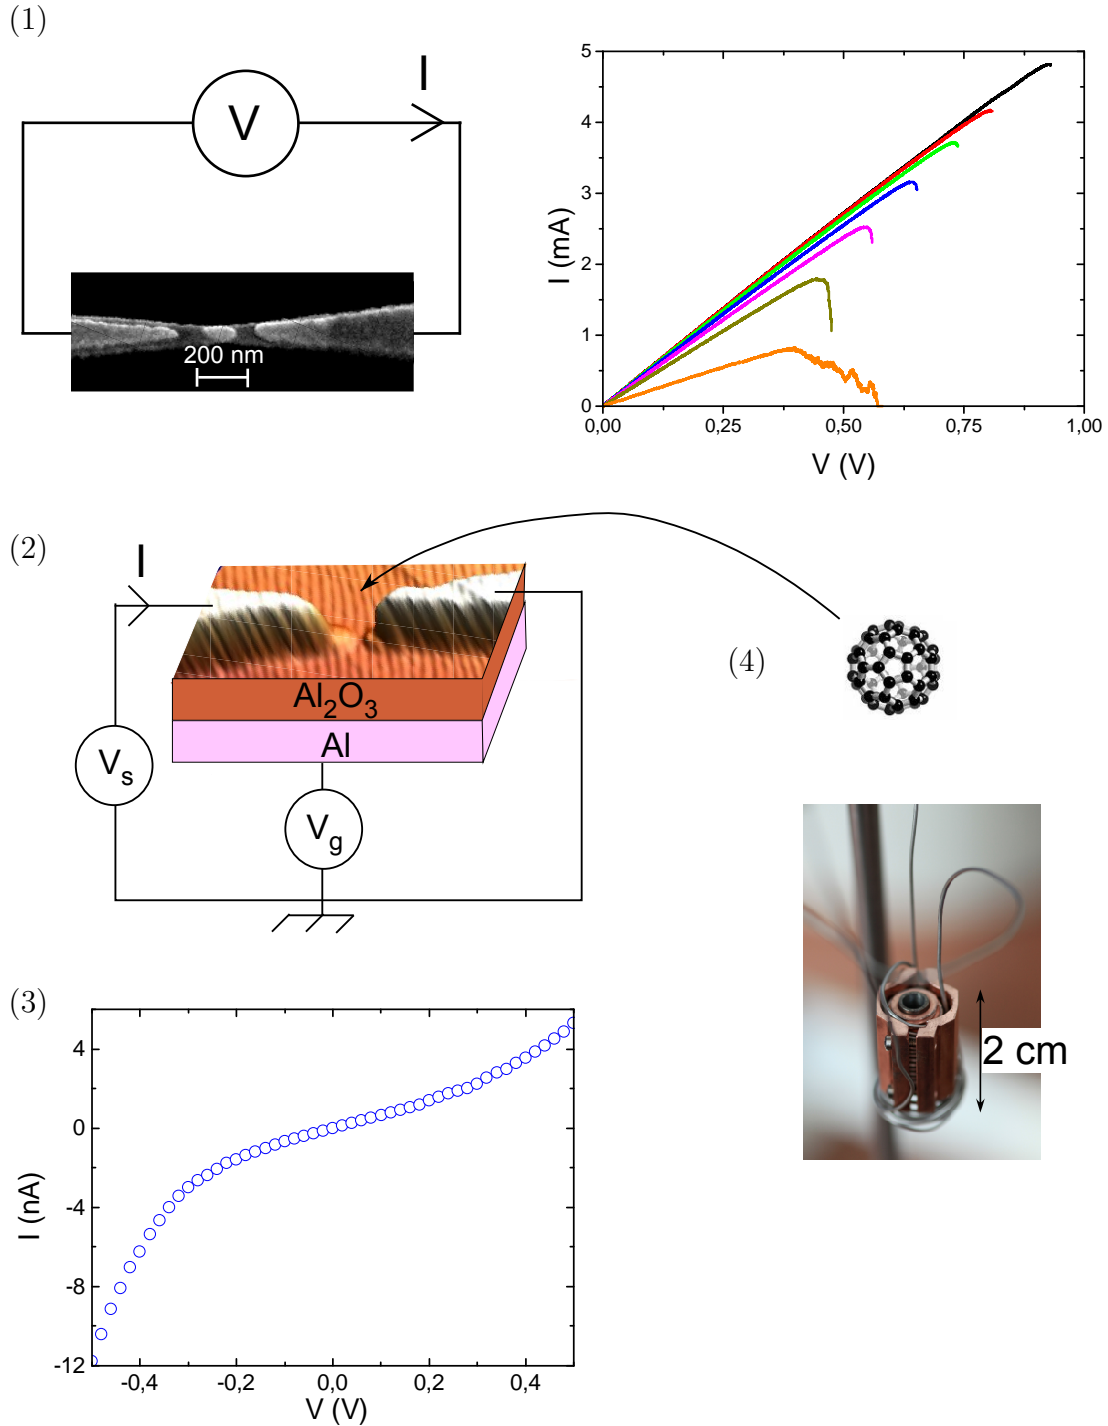 (1)
I
V
200 nm
5
4
3
2
1
0
I (mA)
0,00 0,25 0,50 0,75 1,00
V (V)
(2)
I
Al₂O₃
Al
Vₛ
V_g
(4)
2 cm
(3)
4
0
-4
-8
-12
I (nA)
-0,4 -0,2 0,0 0,2 0,4
V (V)